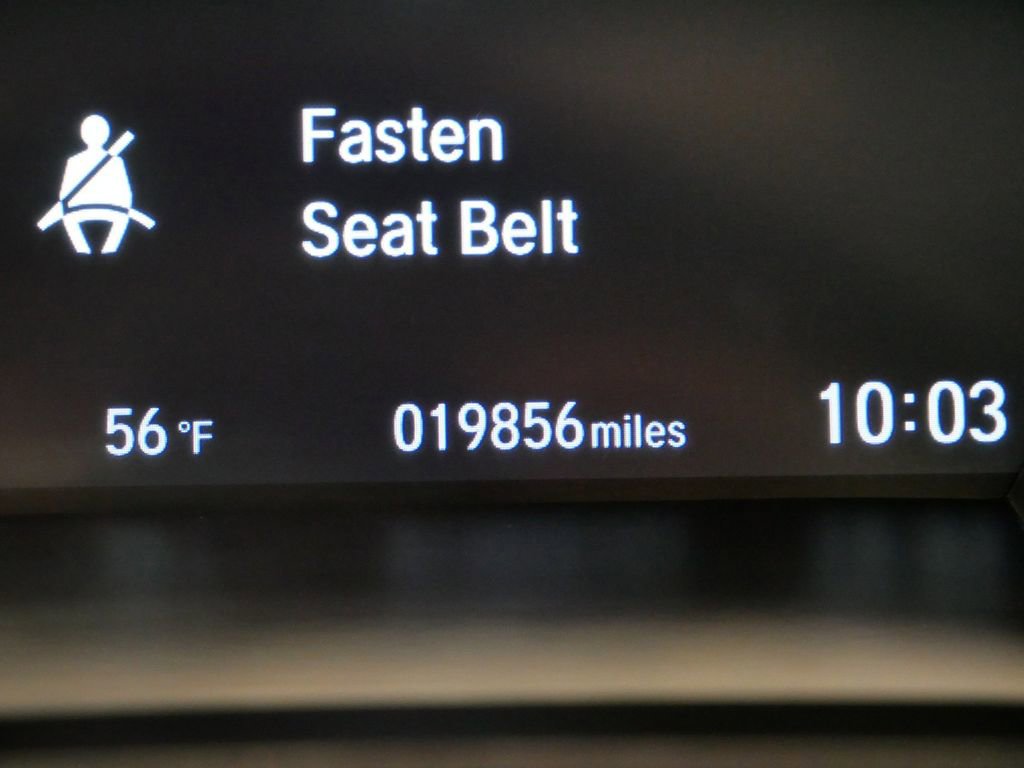 Fasten
Seat Belt
56 °F 019856 miles 10:03